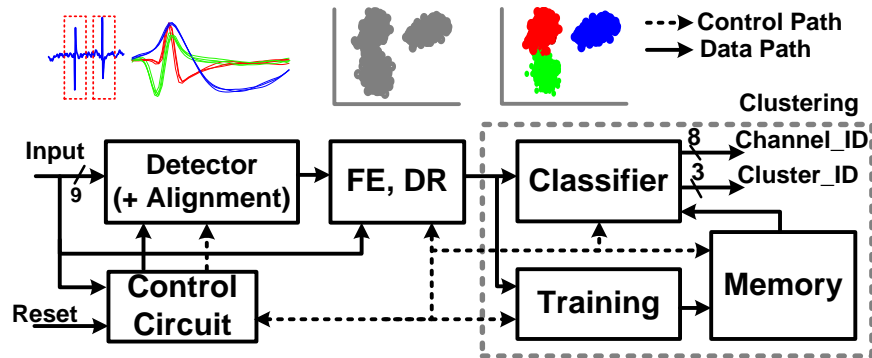 Control Path
Data Path
Clustering
Input
9
Detector
(+ Alignment)
FE, DR
Classifier
8
Channel_ID
3
Cluster_ID
Control
Circuit
Reset
Training
Memory